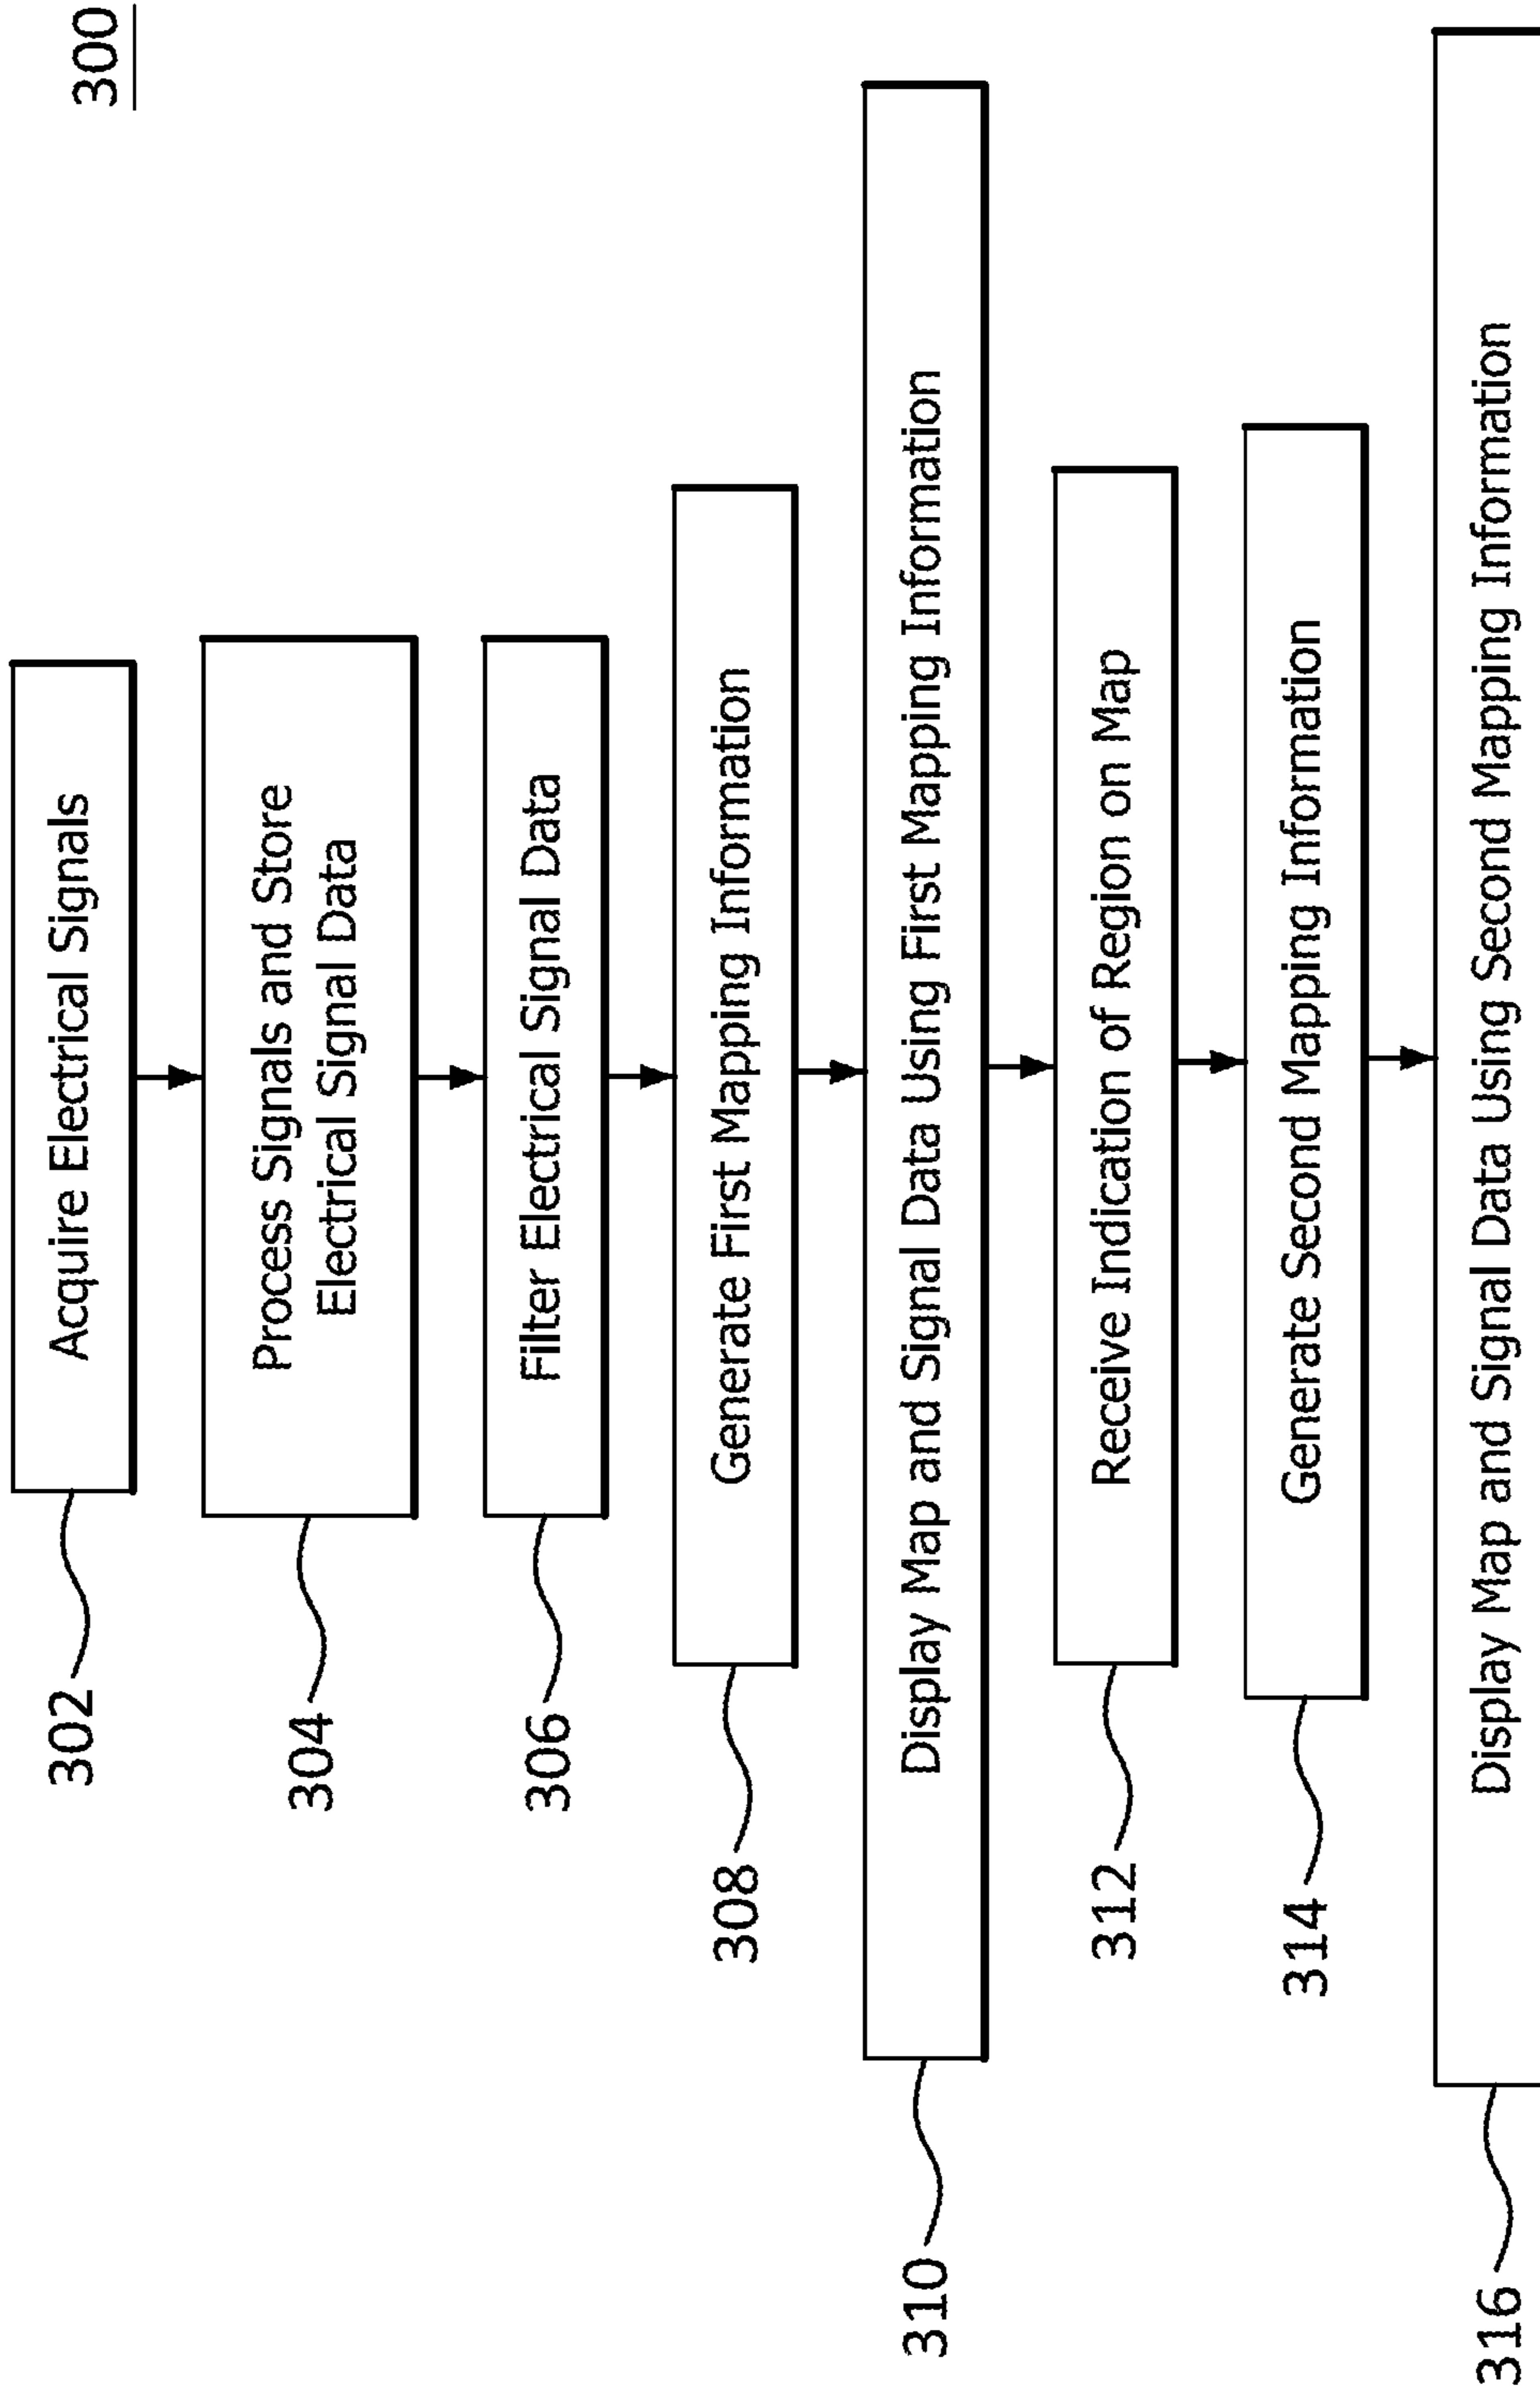 300
302
Acquire Electrical Signals
304
Process Signals and Store
Electrical Signal Data
306
Filter Electrical Signal Data
308
Generate First Mapping Information
310
Display Map and Signal Data Using First Mapping Information
312
Receive Indication of Region on Map
314
Generate Second Mapping Information
316
Display Map and Signal Data Using Second Mapping Information